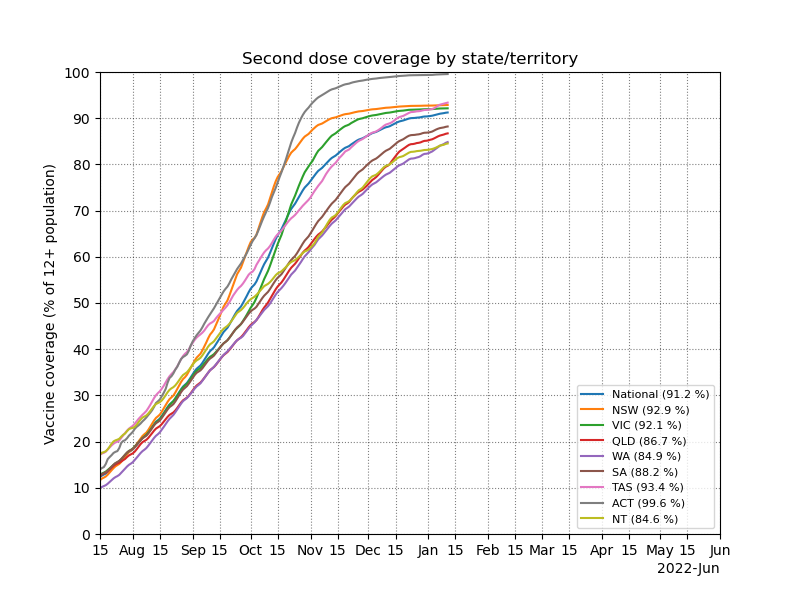 Second dose coverage by state/territory
Vaccine coverage (% of 12+ population)
100
90
80
70
60
50
40
30
20
10
0
National (91.2 %)
NSW (92.9 %)
VIC (92.1 %)
QLD (86.7 %)
WA (84.9 %)
SA (88.2 %)
TAS (93.4 %)
ACT (99.6 %)
NT (84.6 %)
15 Aug 15 Sep 15 Oct 15 Nov 15 Dec 15 Jan 15 Feb 15 Mar 15 Apr 15 May 15 Jun
2022-Jun